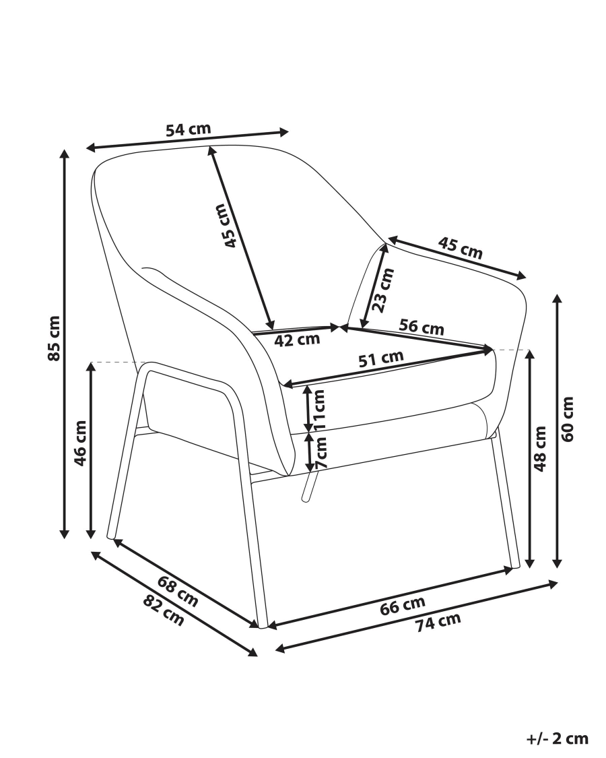 54 cm
45 cm
45 cm
23 cm
85 cm
42 cm
56 cm
51 cm
11cm
7cm
46 cm
48 cm
60 cm
68 cm
82 cm
66 cm
74 cm
+/- 2 cm